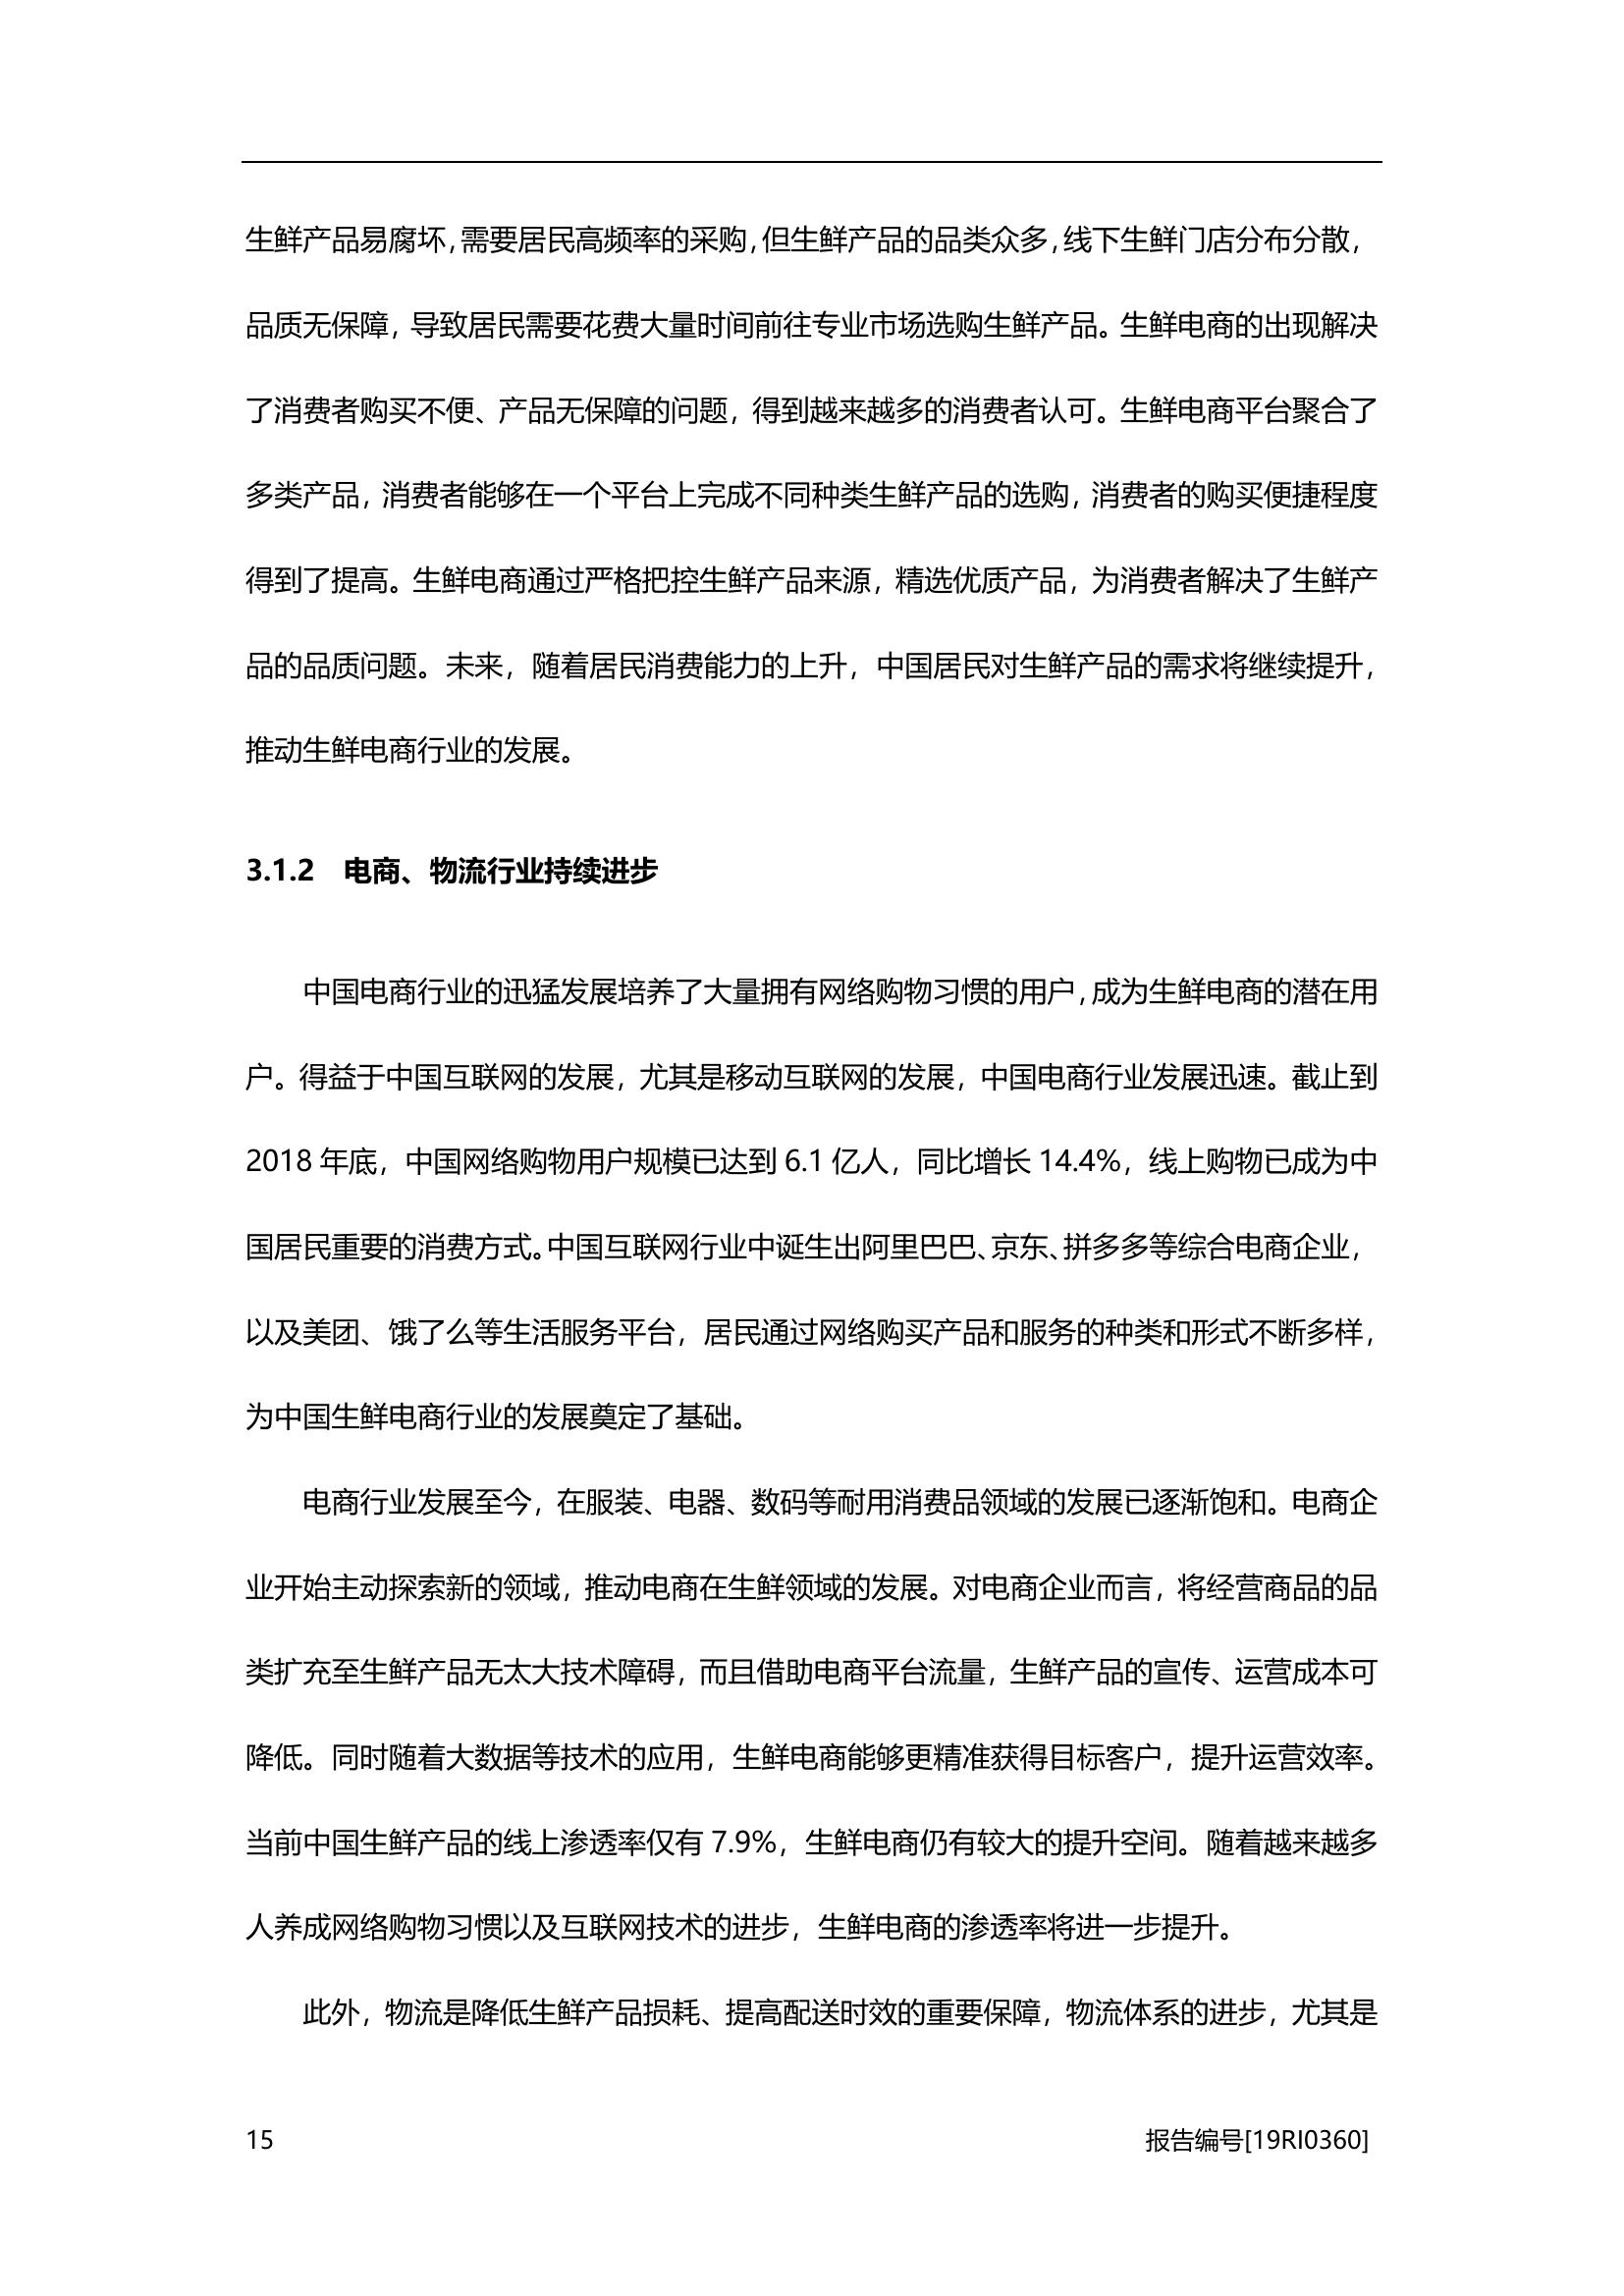 生鲜产品易腐坏，需要居民高频率的采购，但生鲜产品的品类众多，线下生鲜门店分布分散，
品质无保障，导致居民需要花费大量时间前往专业市场选购生鲜产品。生鲜电商的出现解决
了消费者购买不便、产品无保障的问题，得到越来越多的消费者认可。生鲜电商平台聚合了
多类产品，消费者能够在一个平台上完成不同种类生鲜产品的选购，消费者的购买便捷程度
得到了提高。生鲜电商通过严格把控生鲜产品来源，精选优质产品，为消费者解决了生鲜产
品的品质问题。未来，随着居民消费能力的上升，中国居民对生鲜产品的需求将继续提升，
推动生鲜电商行业的发展。
3.1.2 电商、物流行业持续进步
中国电商行业的迅猛发展培养了大量拥有网络购物习惯的用户，成为生鲜电商的潜在用
户。得益于中国互联网的发展，尤其是移动互联网的发展，中国电商行业发展迅速。截止到
2018 年底，中国网络购物用户规模已达到 6.1 亿人，同比增长 14.4%，线上购物已成为中
国居民重要的消费方式。中国互联网行业中诞生出阿里巴巴、京东、拼多多等综合电商企业，
以及美团、饿了么等生活服务平台，居民通过网络购买产品和服务的种类和形式不断多样，
为中国生鲜电商行业的发展奠定了基础。
电商行业发展至今，在服装、电器、数码等耐用消费品领域的发展已逐渐饱和。电商企
业开始主动探索新的领域，推动电商在生鲜领域的发展。对电商企业而言，将经营商品的品
类扩充至生鲜产品无太大技术障碍，而且借助电商平台流量，生鲜产品的宣传、运营成本可
降低。同时随着大数据等技术的应用，生鲜电商能够更精准获得目标客户，提升运营效率。
当前中国生鲜产品的线上渗透率仅有 7.9%，生鲜电商仍有较大的提升空间。随着越来越多
人养成网络购物习惯以及互联网技术的进步，生鲜电商的渗透率将进一步提升。
此外，物流是降低生鲜产品损耗、提高配送时效的重要保障，物流体系的进步，尤其是
15
报告编号[19RI0360]